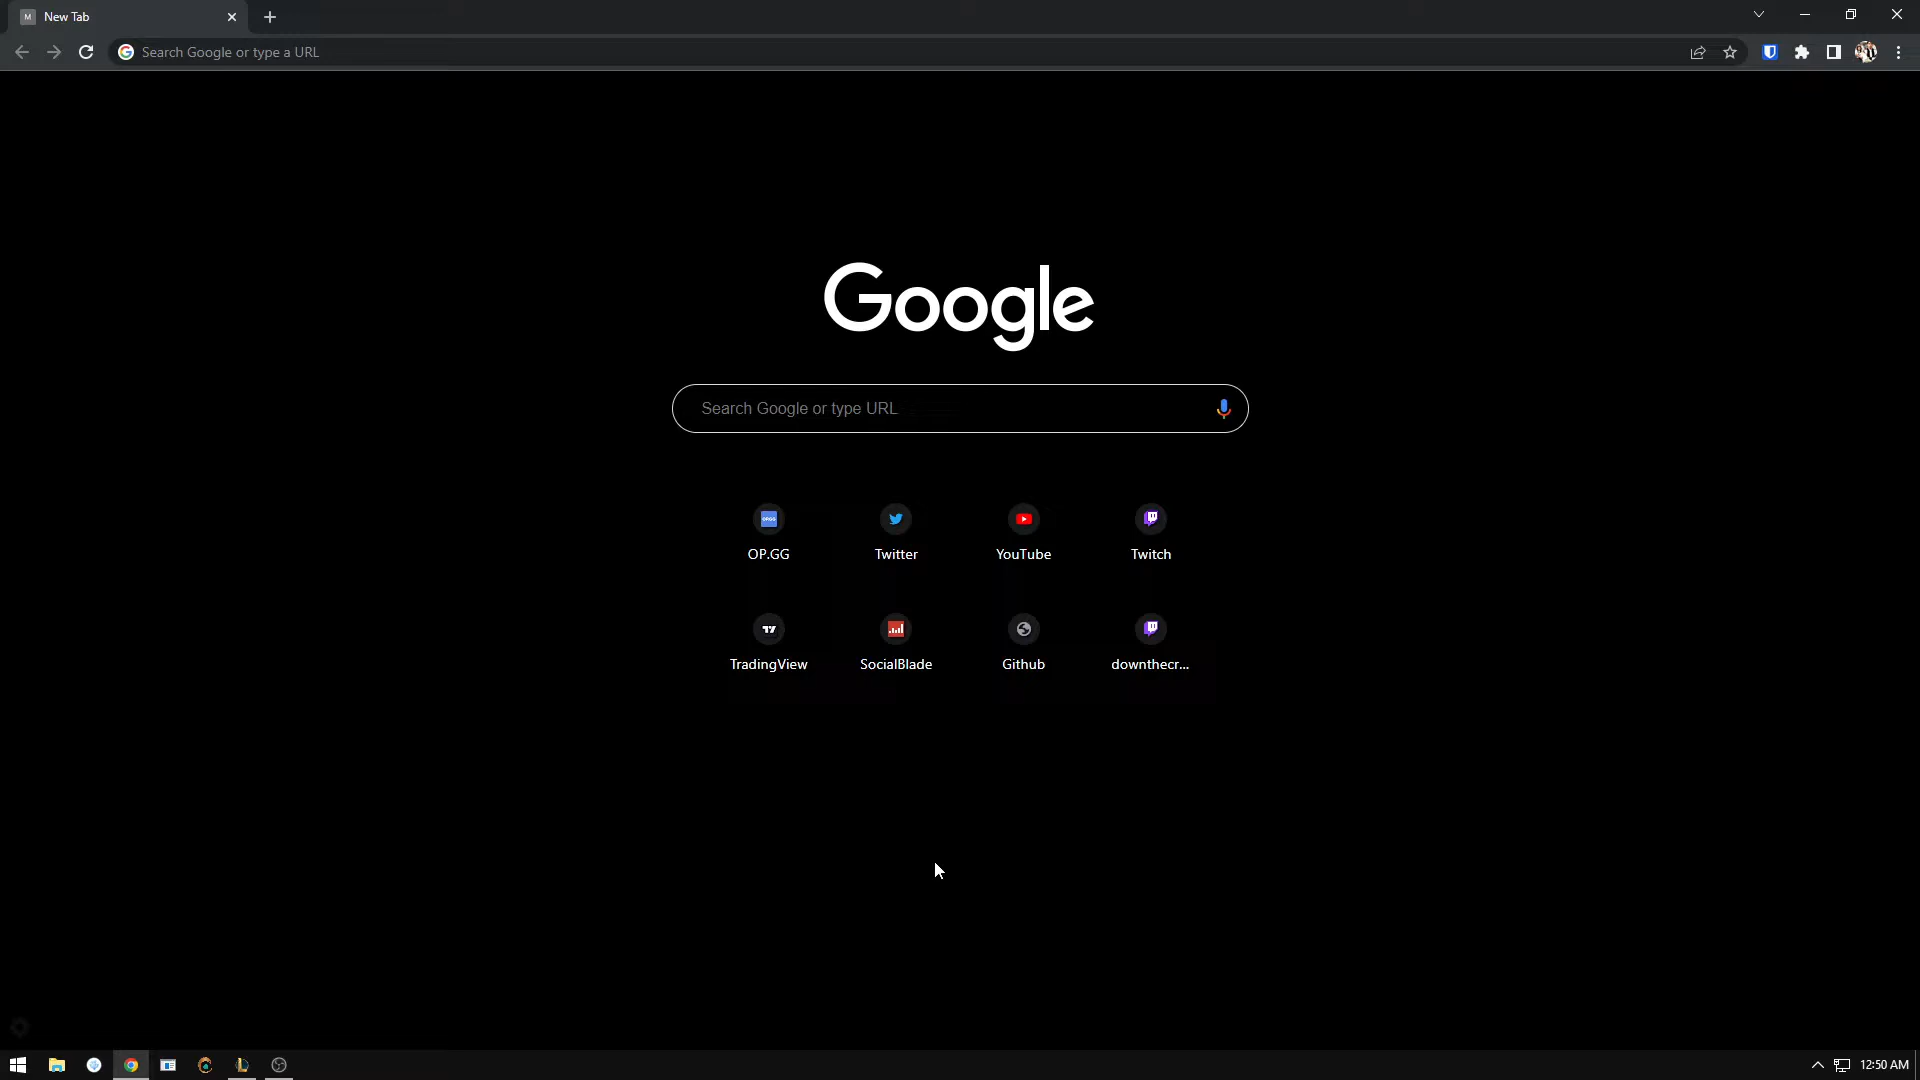 New Tab
Search Google or type a URL
Google
Search Google or type URL
OP.GG
Twitter
YouTube
Twitch
TradingView
SocialBlade
Github
downthecr...
12:50 AM